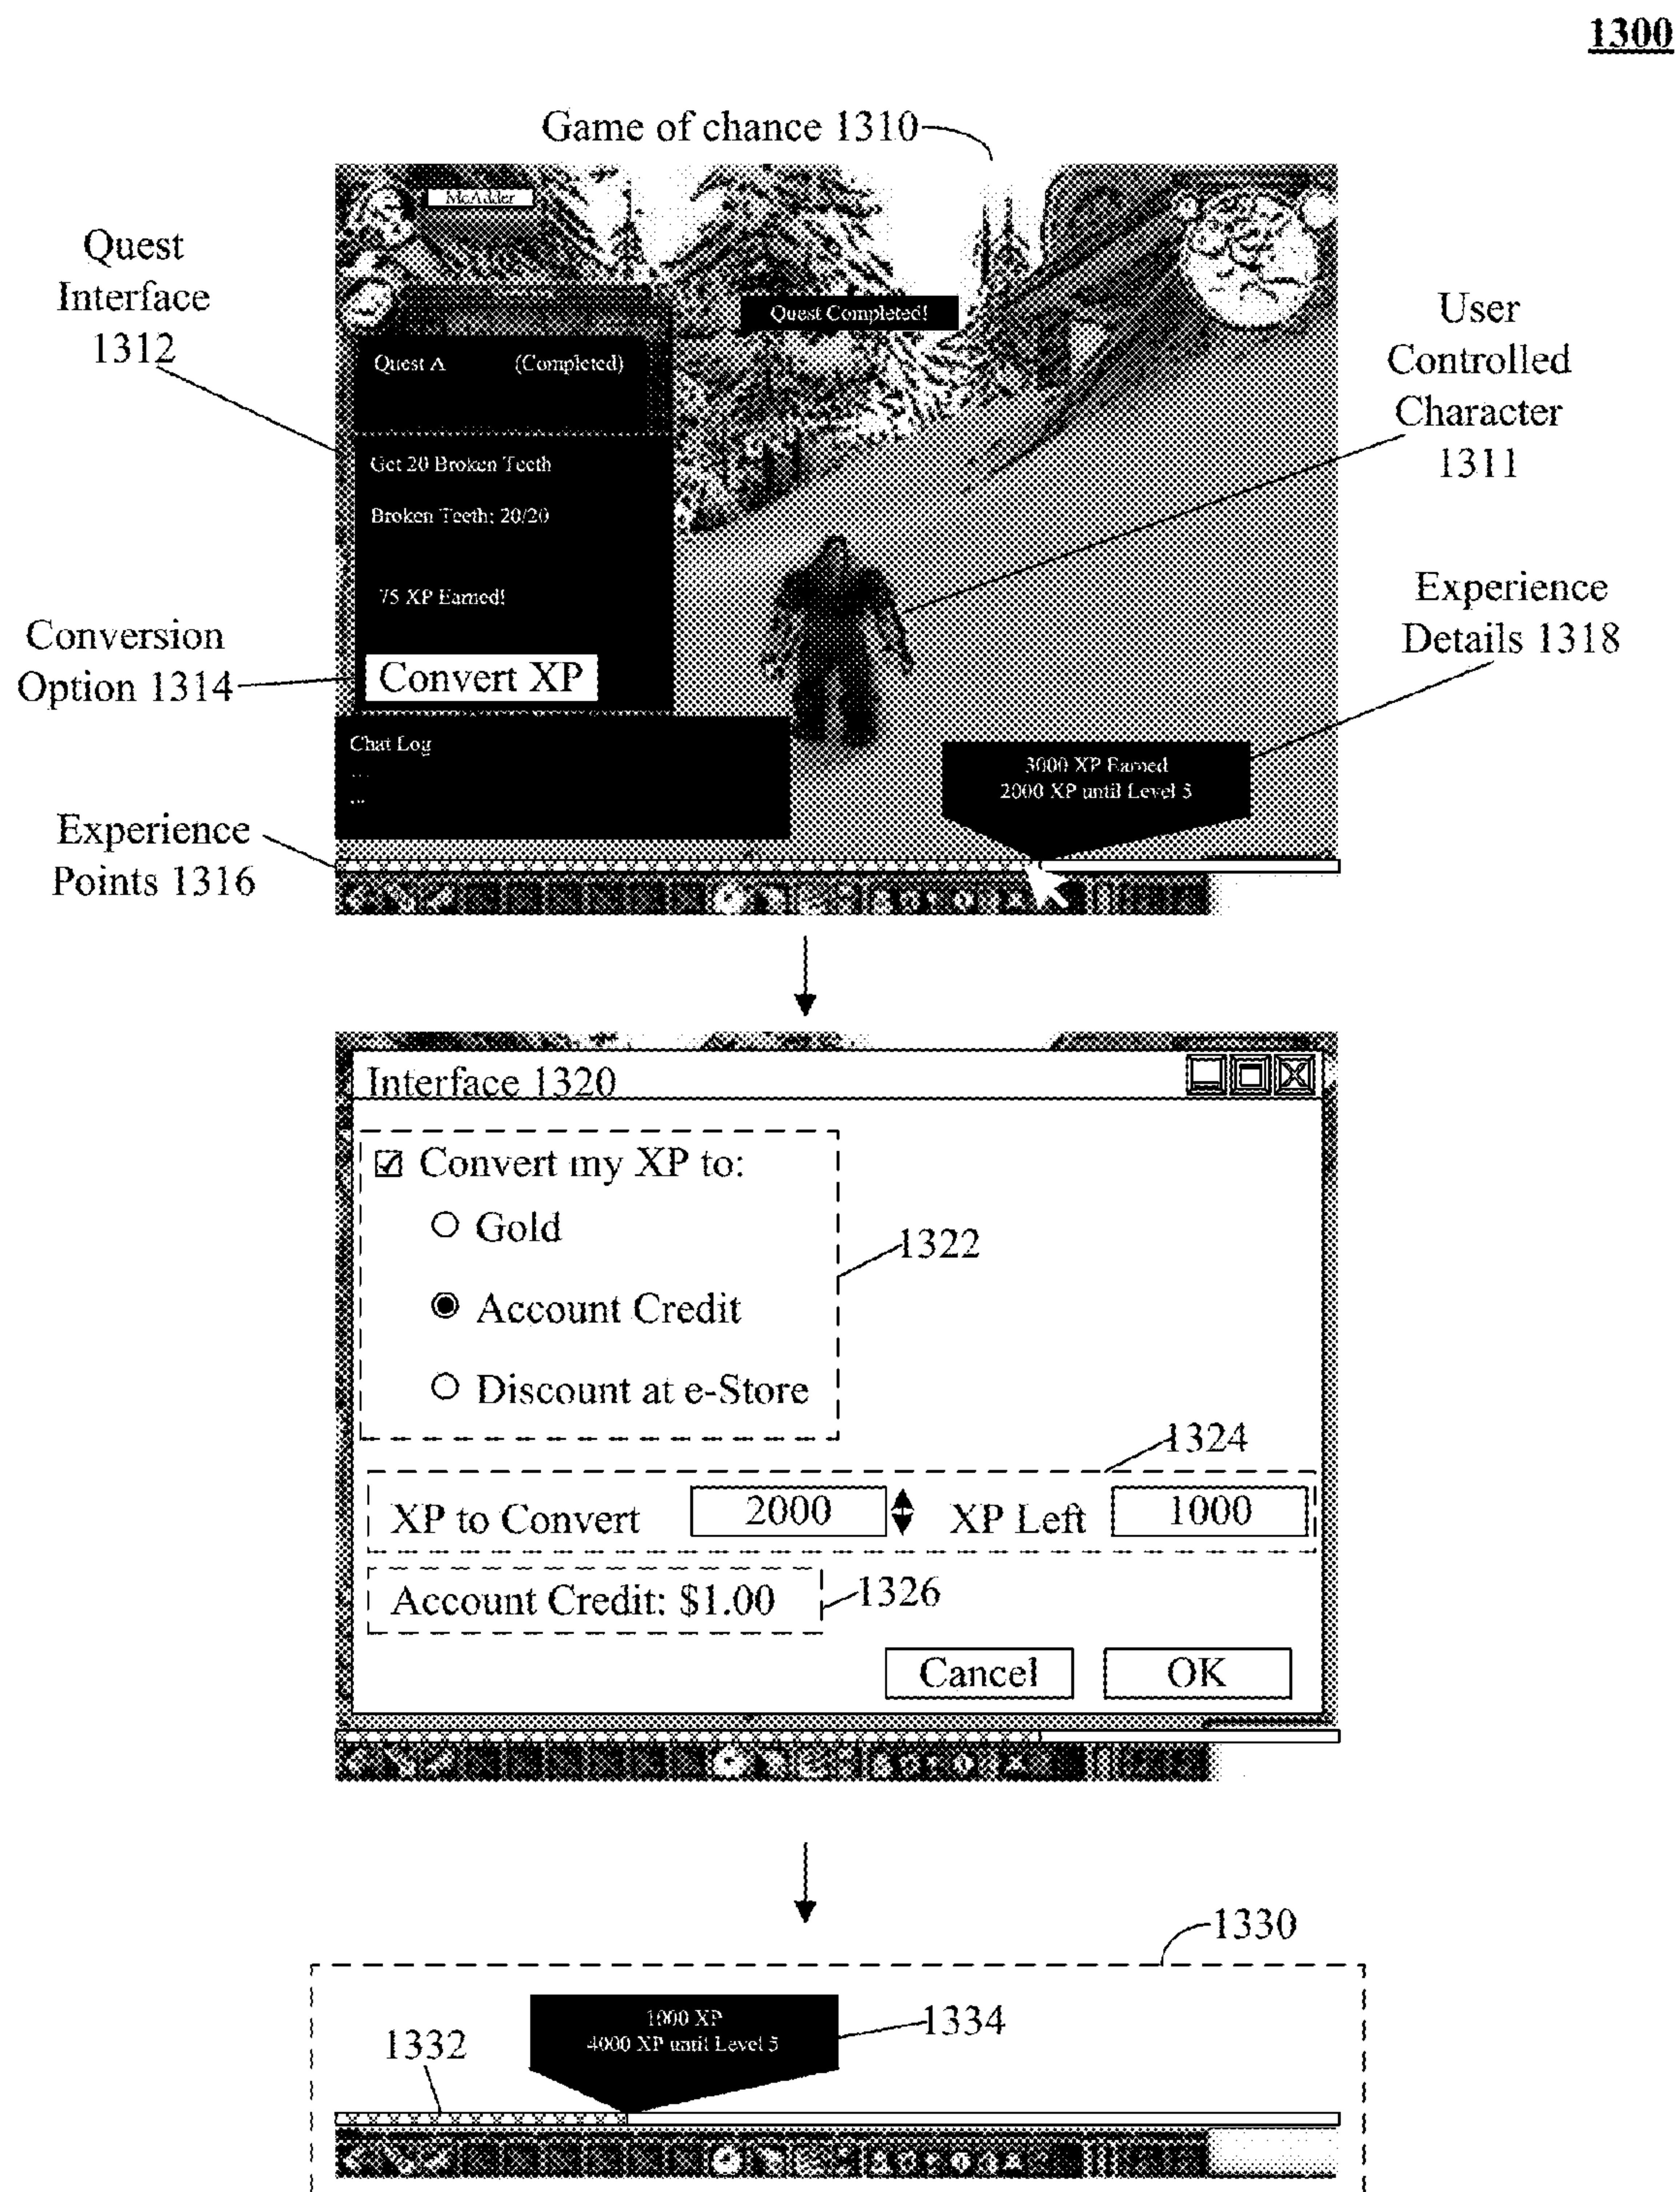 1300
Game of chance 1310
McAdder
Quest
Interface
1312
Quest Completed!
User
Controlled
Character
1311
Quest A (Completed)
Get 20 Broken Teeth
Broken Teeth: 20/20
75 XP Earned!
Conversion
Option 1314
Convert XP
Experience
Details 1318
Chat Log
...
...
3000 XP Earned
2000 XP until Level 5
Experience
Points 1316
Interface 1320
Convert my XP to:
Gold
1322
Account Credit
Discount at e-Store
1324
XP to Convert 2000 XP Left 1000
Account Credit: $1.00
1326
Cancel OK
1330
1000 XP
4000 XP until Level 5
1334
1332